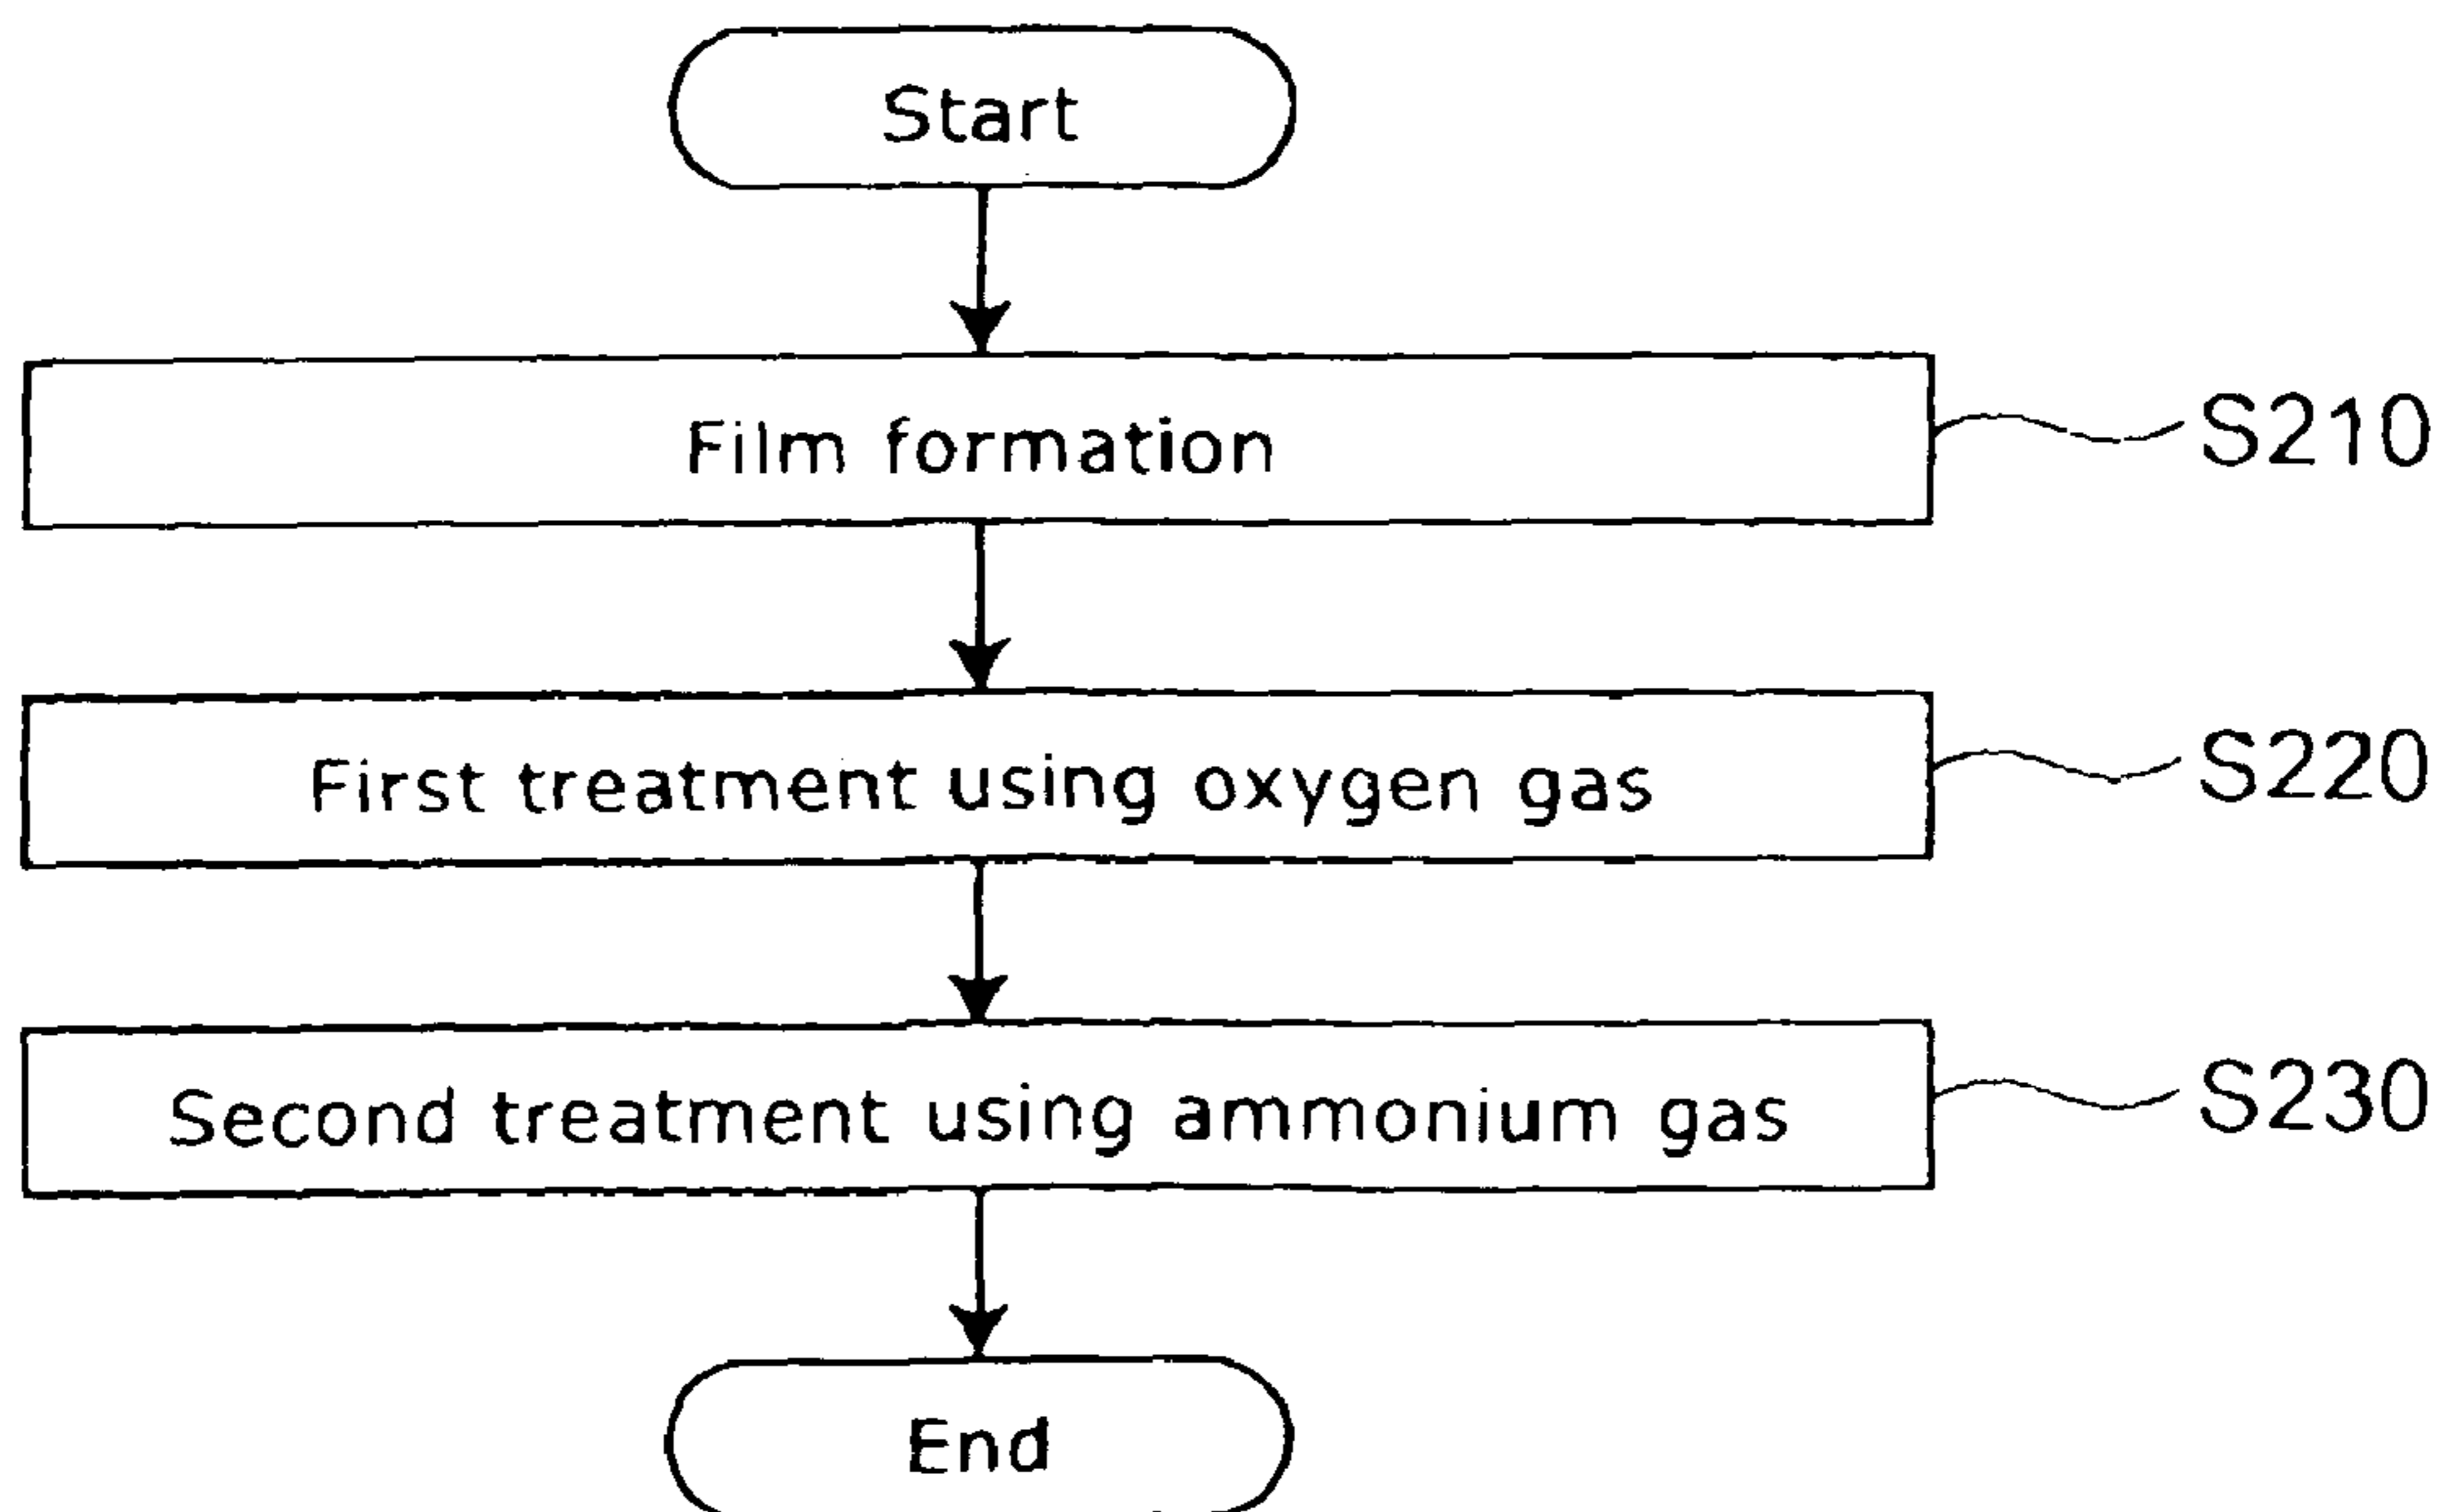 Start
Film formation
S210
First treatment using oxygen gas
S220
Second treatment using ammonium gas
S230
End